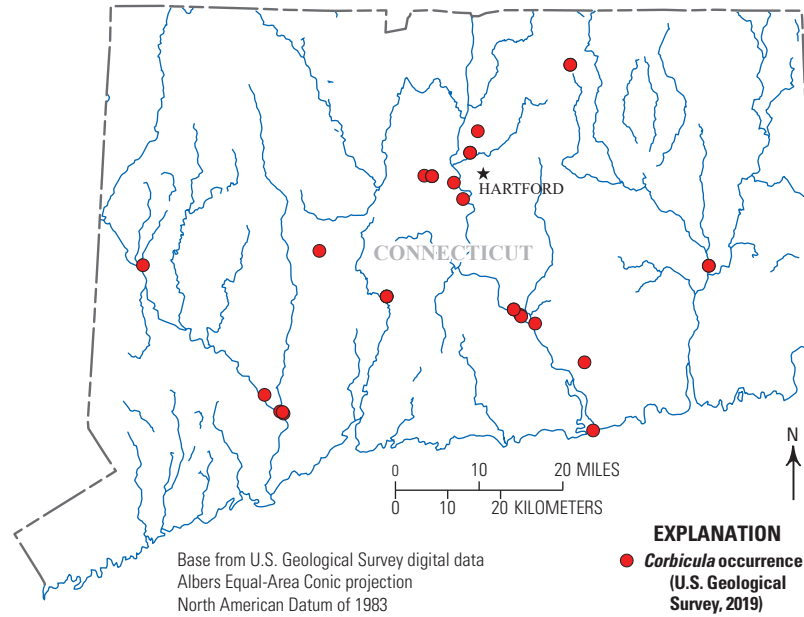 HARTFORD
CONNECTICUT
0 10 20 MILES
0 10 20 KILOMETERS
N
Base from U.S. Geological Survey digital data
Albers Equal-Area Conic projection
North American Datum of 1983
EXPLANATION
Corbicula occurrence
(U.S. Geological
Survey, 2019)